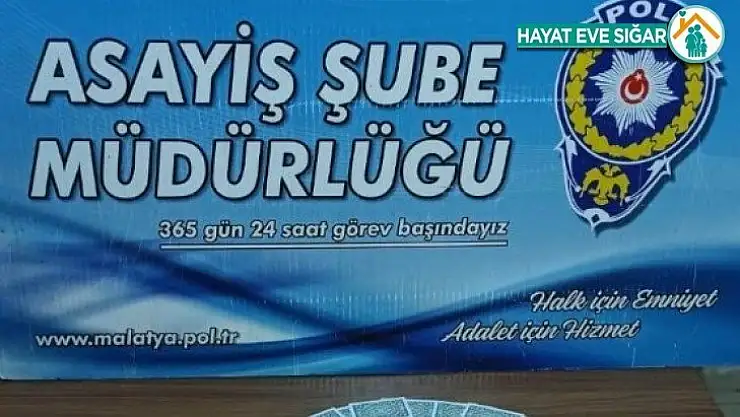 HAYAT EVE SIĞAR
POL
ASAYİŞ ŞUBE
MÜDÜRLÜĞÜ
365 gün 24 saat görev başındayız
Halk için Emniyet
Adalet için Hizmet
www.malatya.pol.tr